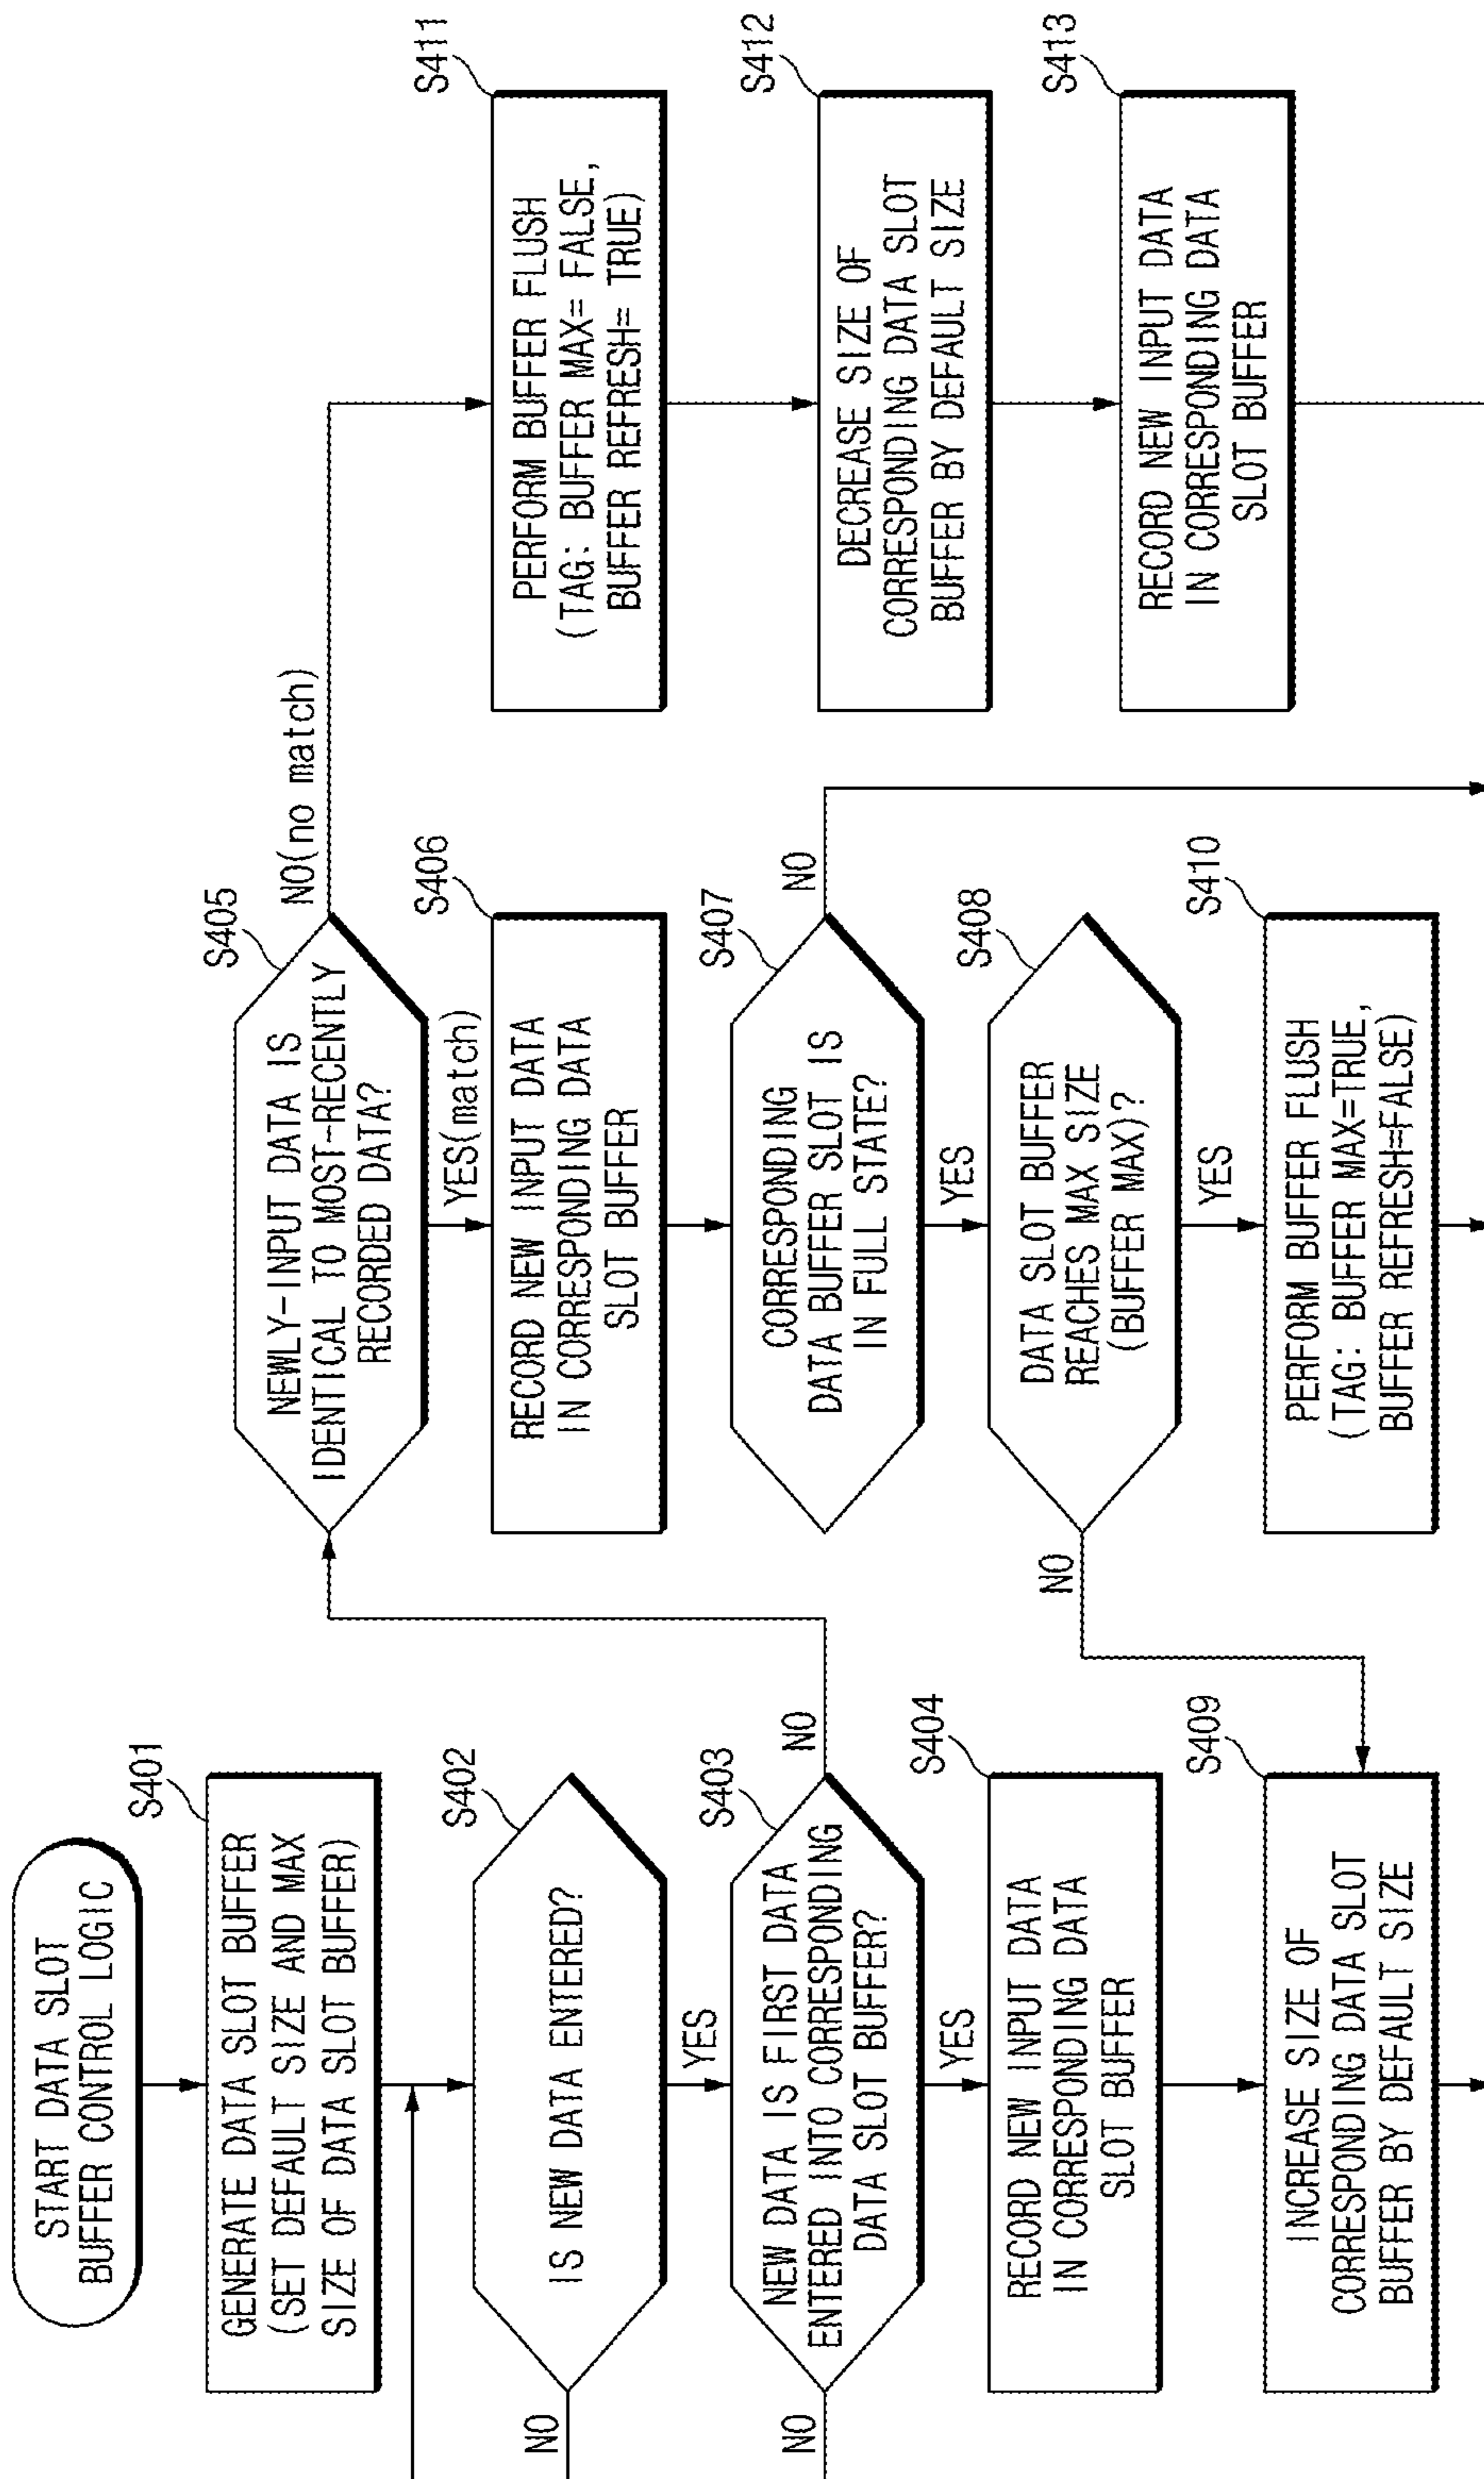 START DATA SLOT
BUFFER CONTROL LOGIC
S401
GENERATE DATA SLOT BUFFER
(SET DEFAULT SIZE AND MAX
SIZE OF DATA SLOT BUFFER)
S402
IS NEW DATA ENTERED?
NO
YES
S403
NEW DATA IS FIRST DATA
ENTERED INTO CORRESPONDING
DATA SLOT BUFFER?
NO
NO
YES
S404
RECORD NEW INPUT DATA
IN CORRESPONDING DATA
SLOT BUFFER
S409
INCREASE SIZE OF
CORRESPONDING DATA SLOT
BUFFER BY DEFAULT SIZE
S405
NEWLY-INPUT DATA IS
IDENTICAL TO MOST-RECENTLY
RECORDED DATA?
NO(no match)
YES(match)
S406
RECORD NEW INPUT DATA
IN CORRESPONDING DATA
SLOT BUFFER
S407
CORRESPONDING
DATA BUFFER SLOT IS
IN FULL STATE?
NO
YES
S408
DATA SLOT BUFFER
REACHES MAX SIZE
(BUFFER MAX)?
NO
YES
S410
PERFORM BUFFER FLUSH
(TAG: BUFFER MAX=TRUE,
BUFFER REFRESH=FALSE)
S411
PERFORM BUFFER FLUSH
(TAG: BUFFER MAX= FALSE,
BUFFER REFRESH= TRUE)
S412
DECREASE SIZE OF
CORRESPONDING DATA SLOT
BUFFER BY DEFAULT SIZE
S413
RECORD NEW INPUT DATA
IN CORRESPONDING DATA
SLOT BUFFER